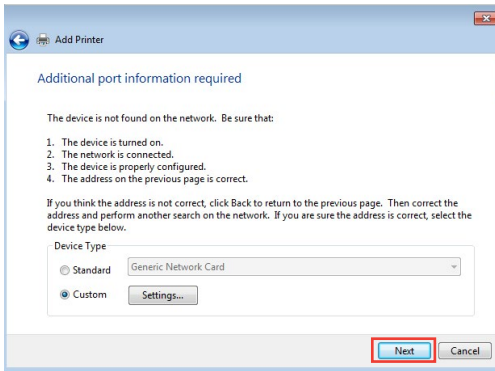 Add Printer
Additional port information required
The device is not found on the network.  Be sure that:
1.  The device is turned on.
2.  The network is connected.
3.  The device is properly configured.
4.  The address on the previous page is correct.
If you think the address is not correct, click Back to return to the previous page.  Then correct the
address and perform another search on the network.  If you are sure the address is correct, select the
device type below.
Device Type
Standard
Generic Network Card
Custom
Settings...
Next
Cancel